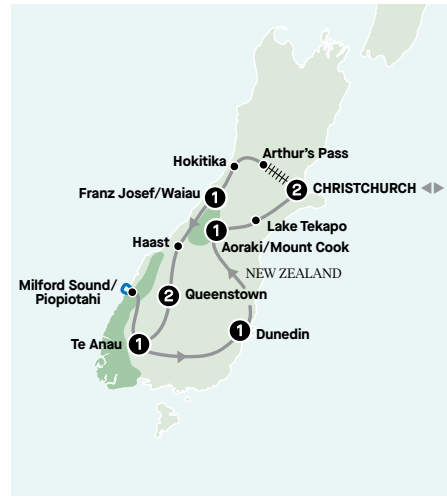 Arthur's Pass
Hokitika
2
CHRISTCHURCH
Franz Josef/Waiau
1
Lake Tekapo
1
Aoraki/Mount Cook
Haast
NEW ZEALAND
Milford Sound/
Piopiotahi
2
Queenstown
1
Dunedin
Te Anau
1